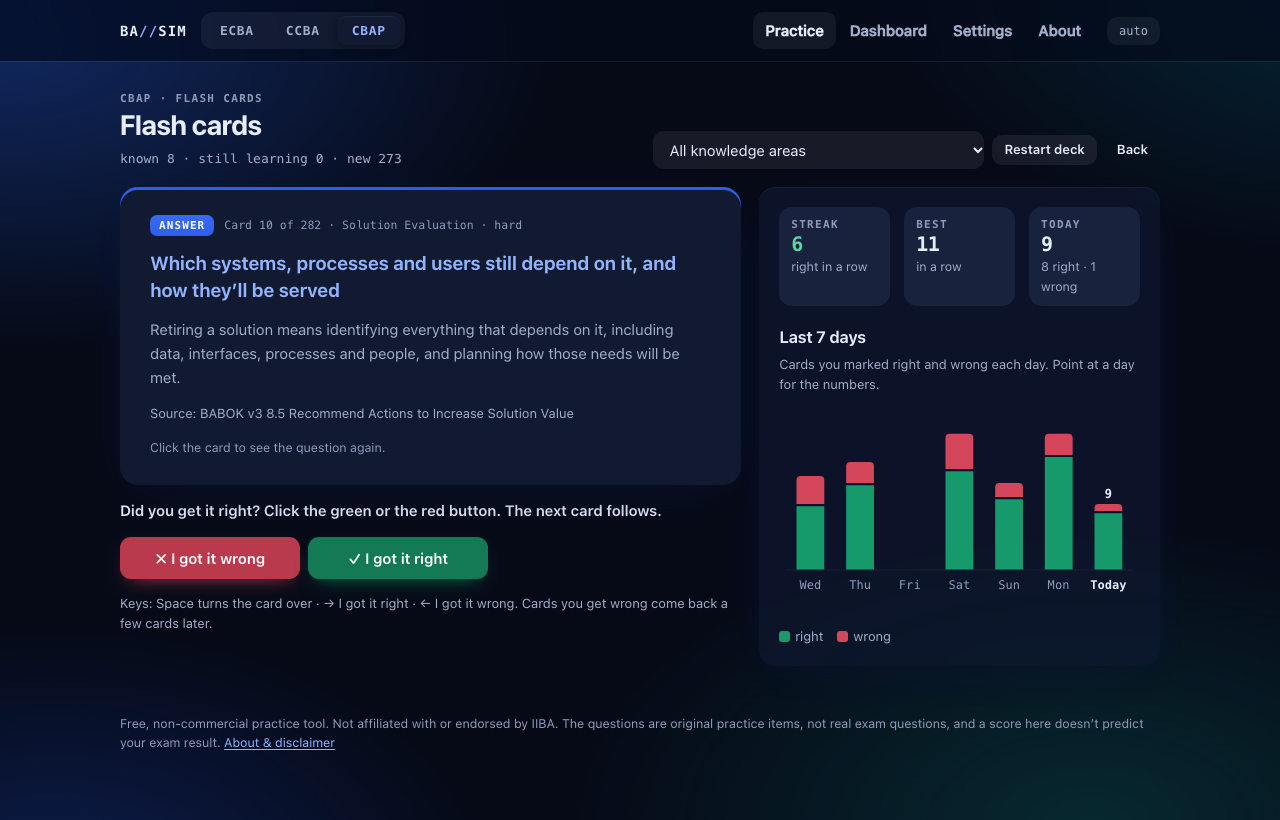 BA//SIM
ECBA
CCBA
CBAP
Practice
Dashboard
Settings
About
auto
CBAP · FLASH CARDS
Flash cards
known 8 · still learning 0 · new 273
All knowledge areas
Restart deck
Back
ANSWER
Card 10 of 282 · Solution Evaluation · hard
Which systems, processes and users still depend on it, and
how they’ll be served
Retiring a solution means identifying everything that depends on it, including
data, interfaces, processes and people, and planning how those needs will be
met.
Source: BABOK v3 8.5 Recommend Actions to Increase Solution Value
Click the card to see the question again.
Did you get it right? Click the green or the red button. The next card follows.
✕ I got it wrong
✓ I got it right
Keys: Space turns the card over · → I got it right · ← I got it wrong. Cards you get wrong come back a
few cards later.
STREAK
6
right in a row
BEST
11
in a row
TODAY
9
8 right · 1
wrong
Last 7 days
Cards you marked right and wrong each day. Point at a day
for the numbers.
9
Wed
Thu
Fri
Sat
Sun
Mon
Today
right
wrong
Free, non-commercial practice tool. Not affiliated with or endorsed by IIBA. The questions are original practice items, not real exam questions, and a score here doesn’t predict
your exam result. About & disclaimer